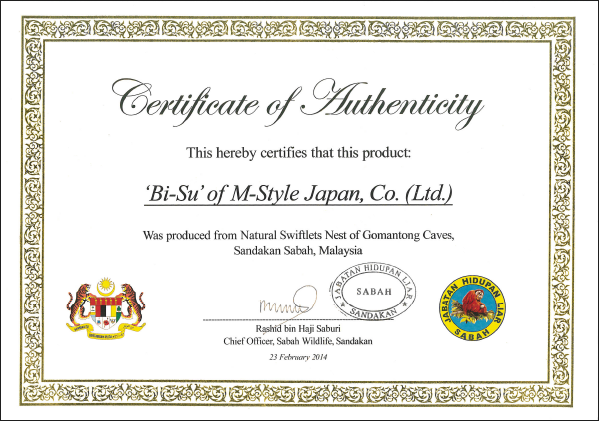 Certificate of Authenticity
This hereby certifies that this product:
'Bi-Su' of M-Style Japan, Co. (Ltd.)
Was produced from Natural Swiftlets Nest of Gomantong Caves,
Sandakan Sabah, Malaysia
JABATAN HIDUPAN LIAR
SABAH
SANDAKAN
JABATAN HIDUPAN LIAR
SABAH
Rashid bin Haji Saburi
Chief Officer, Sabah Wildlife, Sandakan
23 February 2014